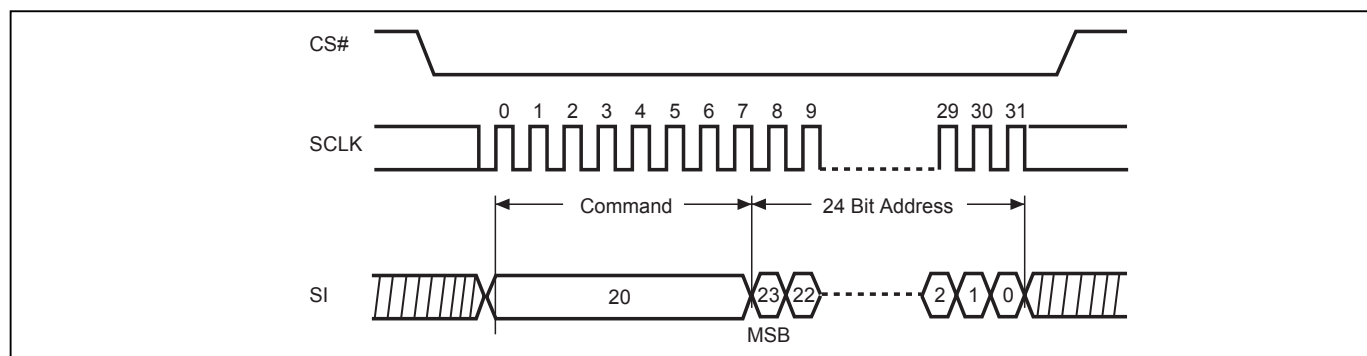 CS#
0 1 2 3 4 5 6 7 8 9 29 30 31
SCLK
Command 24 Bit Address
SI 20 23 22 2 1 0
MSB